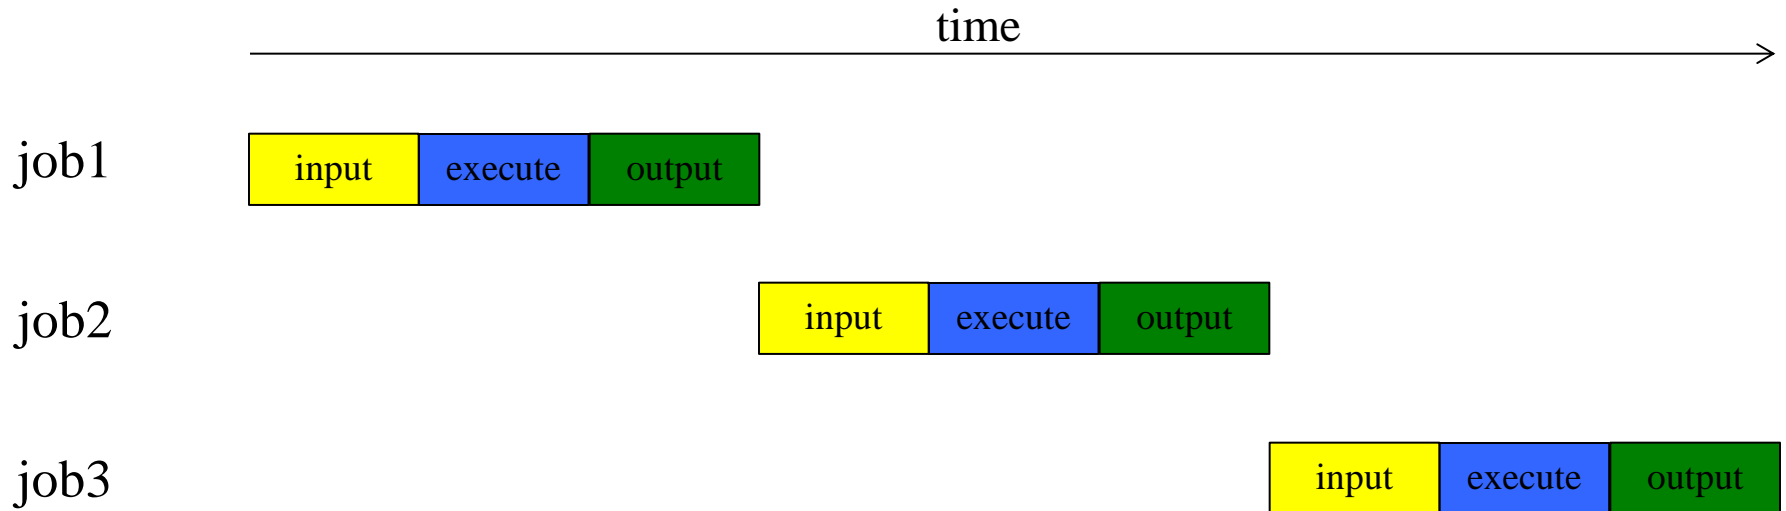 time
job1 input execute output
job2 input execute output
job3 input execute output